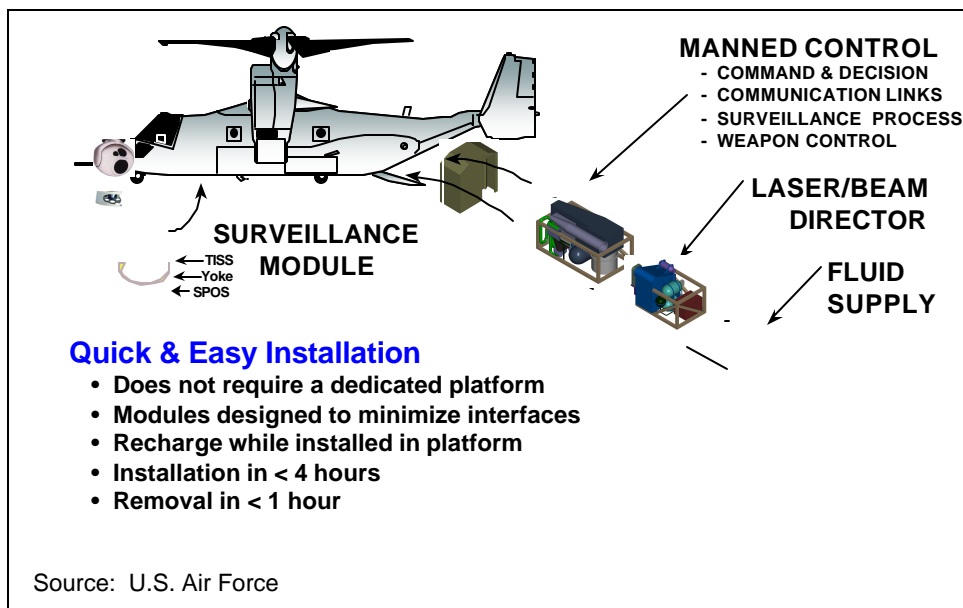 MANNED CONTROL
- COMMAND & DECISION
- COMMUNICATION LINKS
- SURVEILLANCE PROCESS
- WEAPON CONTROL
LASER/BEAM
DIRECTOR
FLUID
SUPPLY
SURVEILLANCE
MODULE
TISS
Yoke
SPOS
Quick & Easy Installation
• Does not require a dedicated platform
• Modules designed to minimize interfaces
• Recharge while installed in platform
• Installation in < 4 hours
• Removal in < 1 hour
Source: U.S. Air Force